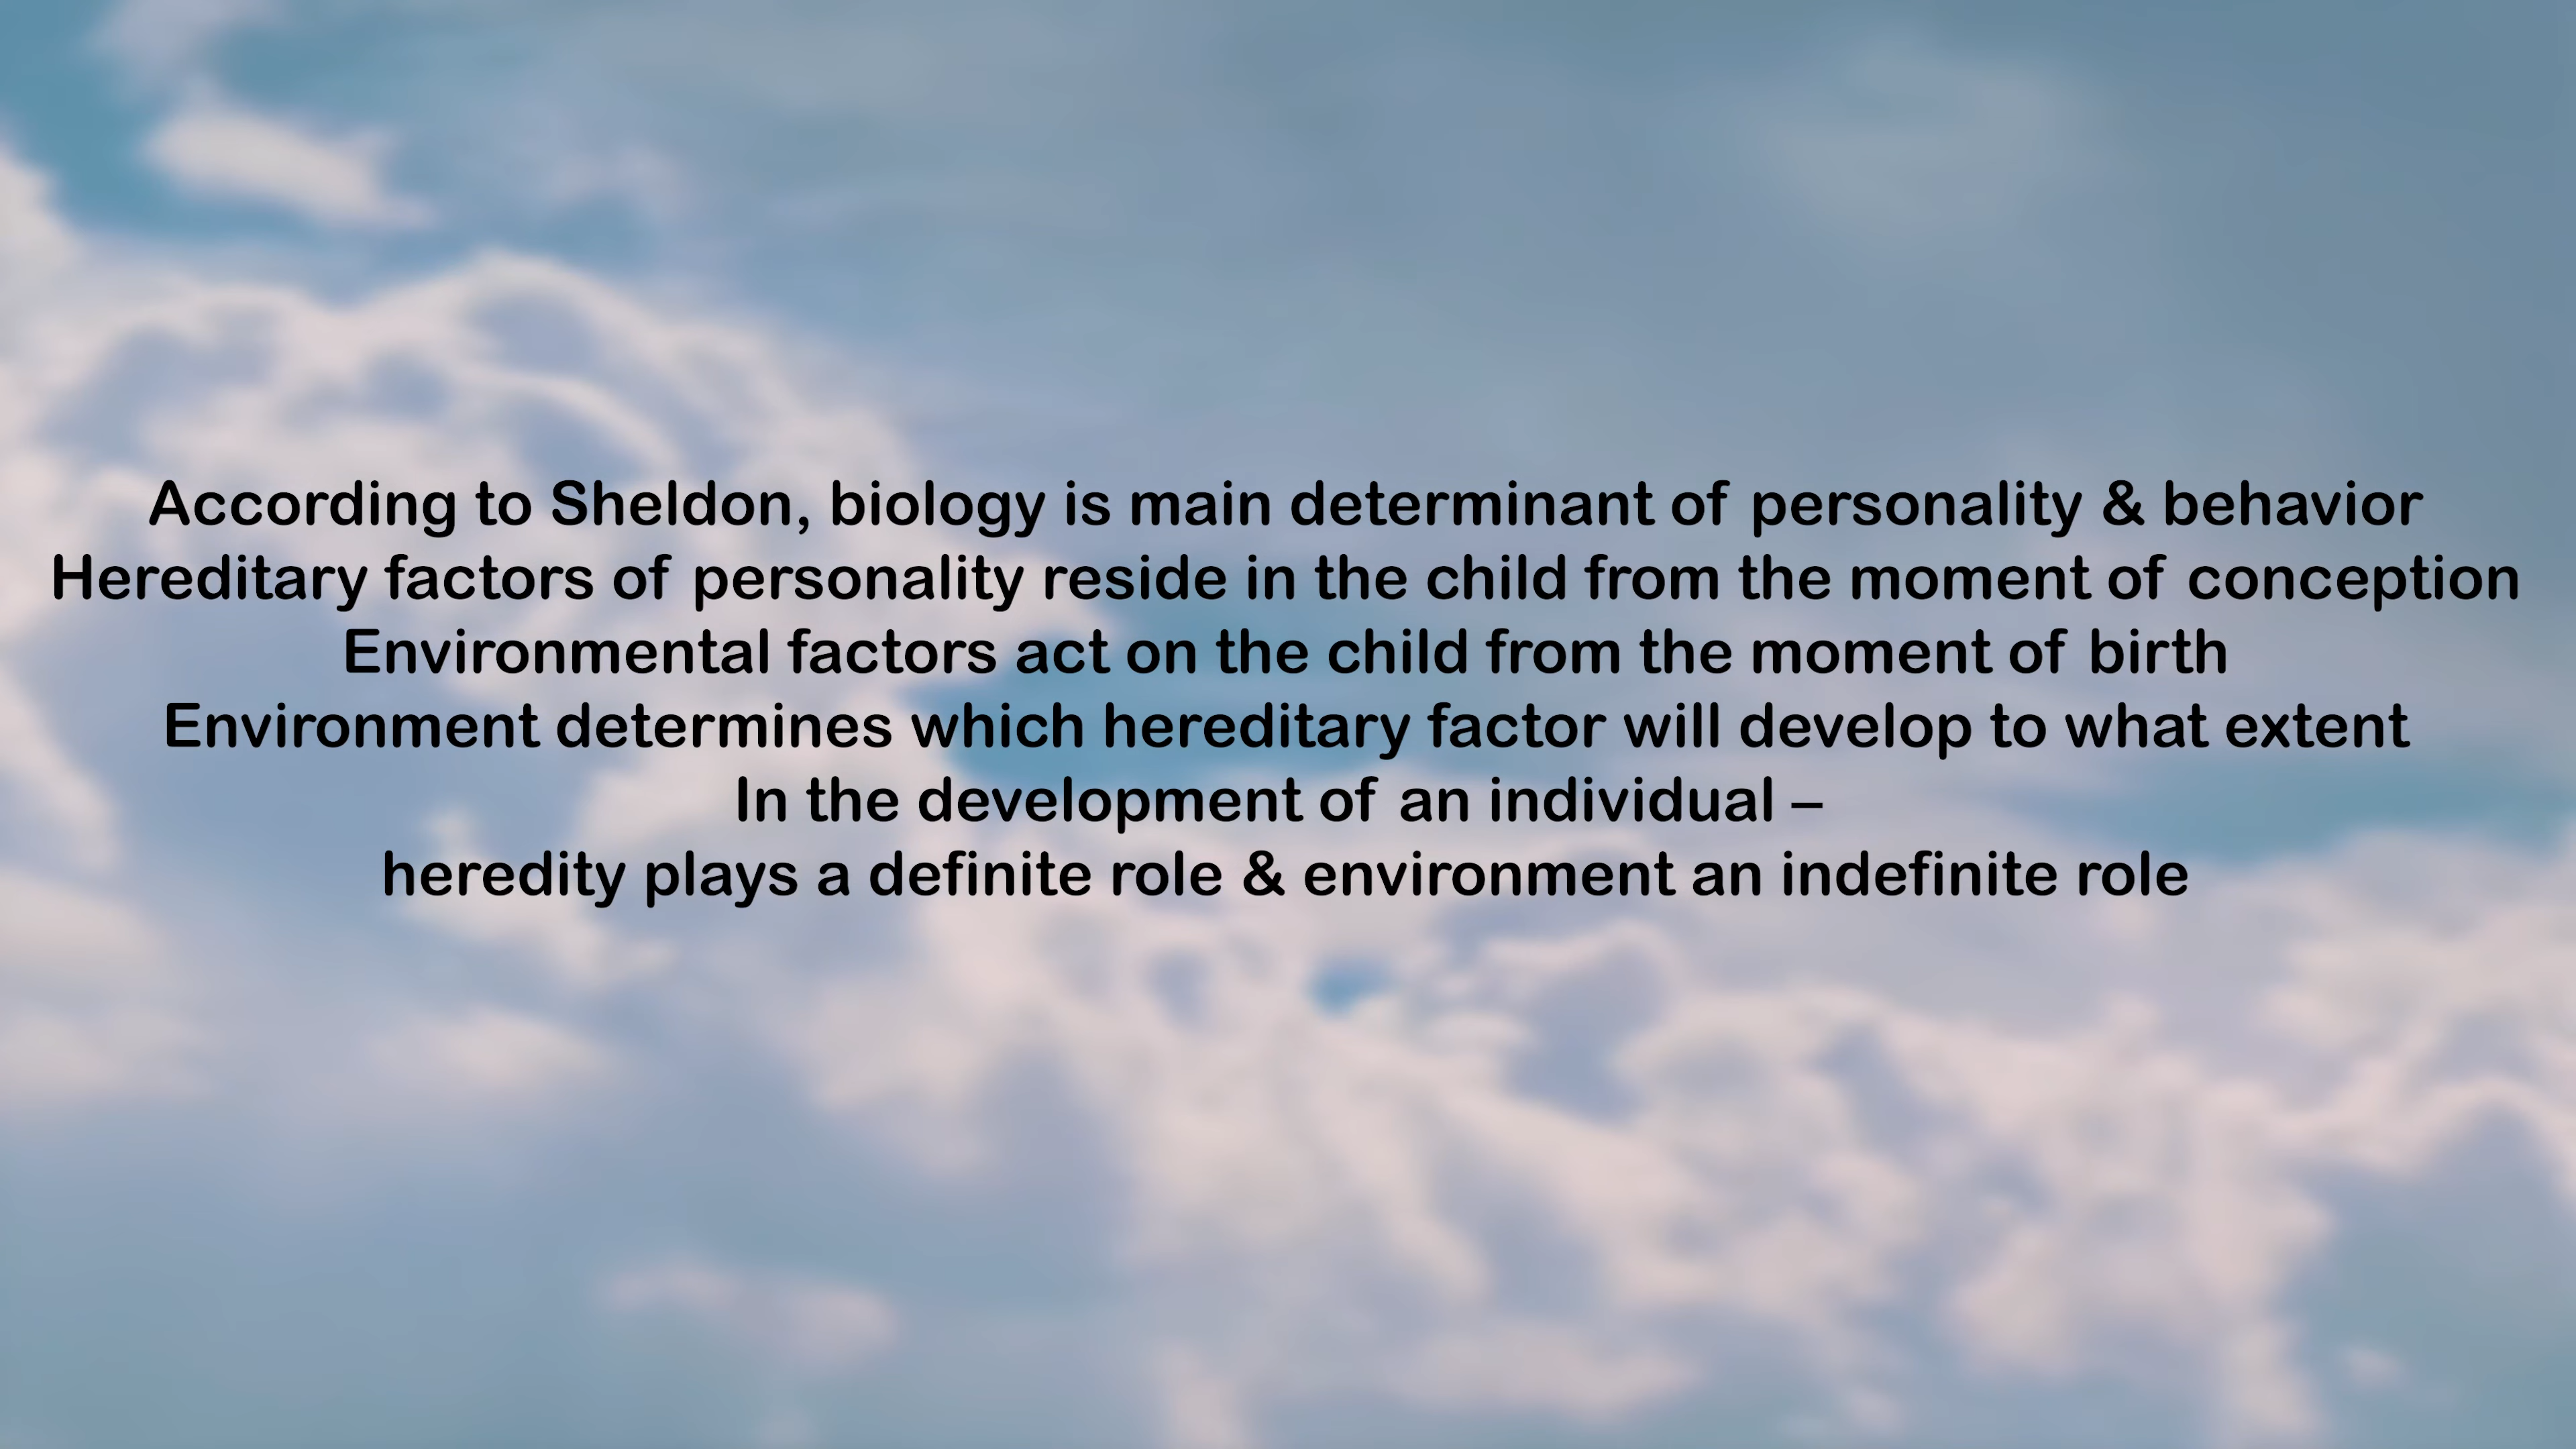 According to Sheldon, biology is main determinant of personality & behavior
Hereditary factors of personality reside in the child from the moment of conception
Environmental factors act on the child from the moment of birth
Environment determines which hereditary factor will develop to what extent
In the development of an individual –
heredity plays a definite role & environment an indefinite role